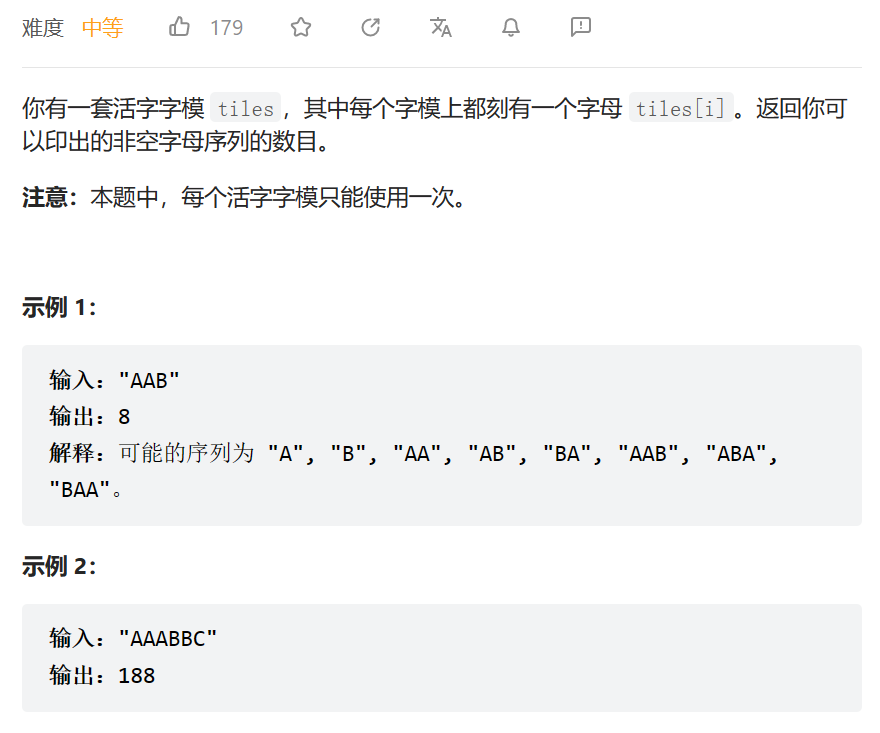 难度 中等 179
你有一套活字字模 tiles，其中每个字模上都刻有一个字母 tiles[i]。返回你可
以印出的非空字母序列的数目。
注意：本题中，每个活字字模只能使用一次。
示例 1：
输入："AAB"
输出：8
解释：可能的序列为 "A", "B", "AA", "AB", "BA", "AAB", "ABA",
"BAA"。
示例 2：
输入："AAABBC"
输出：188